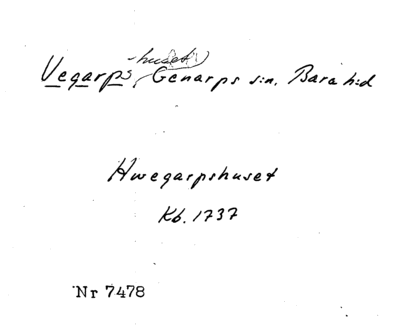 Vegarps-huset, Genarps s:n. Bara h:d
Hwegarpshuset
Kb. 1737
Nr 7478